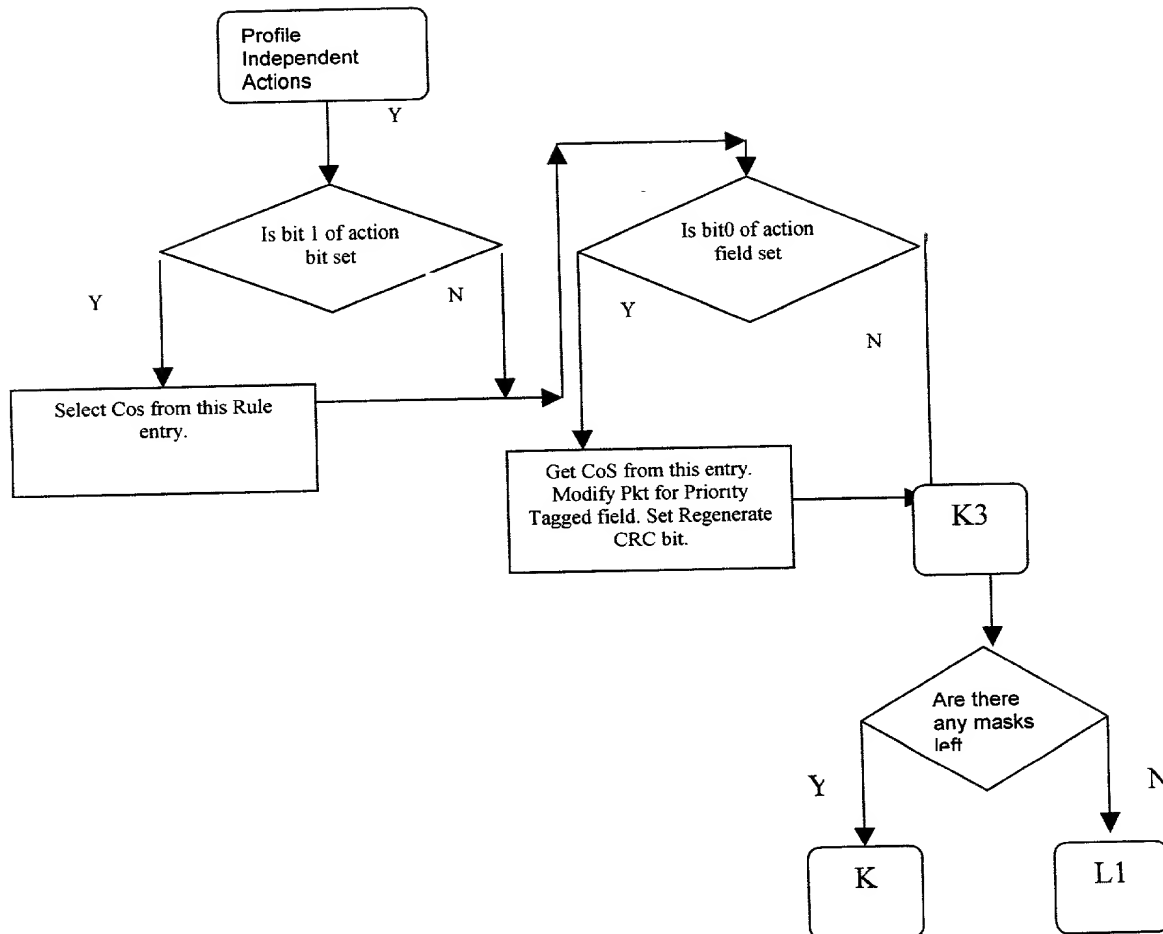 Profile
Independent
Actions
Y
Is bit 1 of action
bit set
Y
N
Select Cos from this Rule
entry.
Is bit0 of action
field set
Y
N
Get CoS from this entry.
Modify Pkt for Priority
Tagged field. Set Regenerate
CRC bit.
K3
Are there
any masks
left
Y
N
K
L1